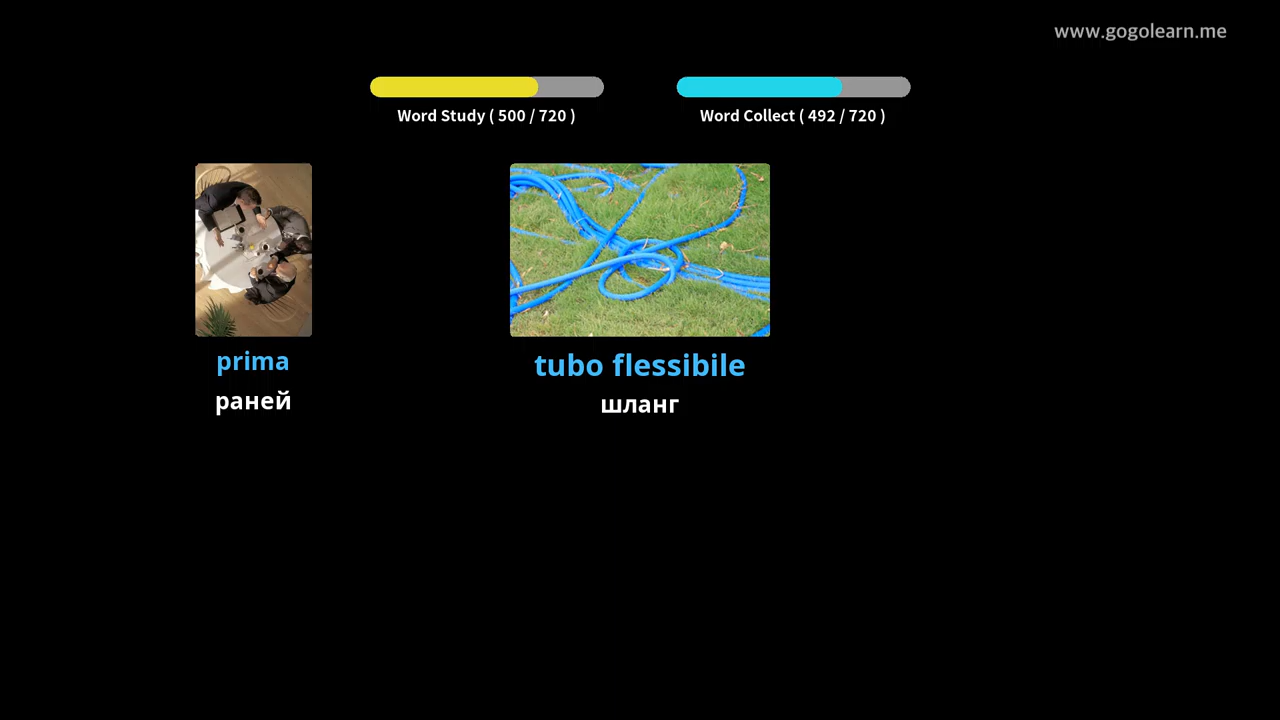 www.gogolearn.me
Word Study ( 500 / 720 )
Word Collect ( 492 / 720 )
prima
раней
tubo flessibile
шланг